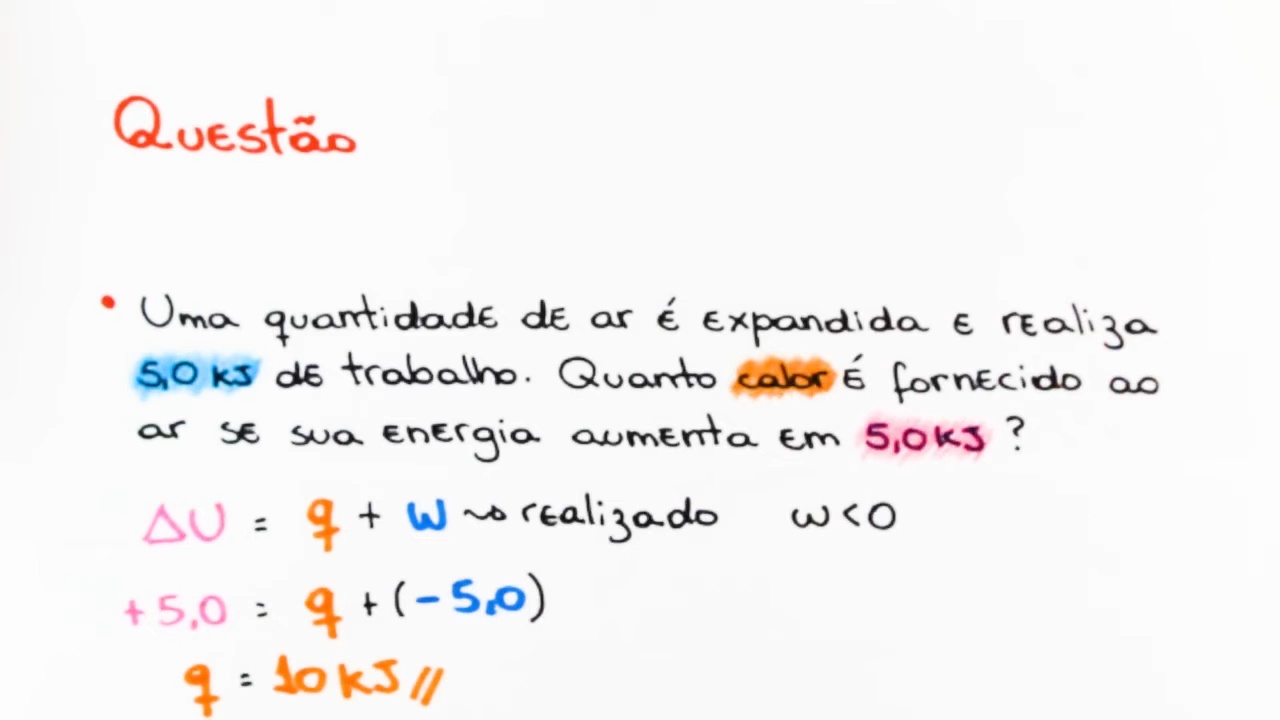 Questão
• Uma quantidade de ar é expandida e realiza
5,0 kJ de trabalho. Quanto calor é fornecido ao
ar se sua energia aumenta em 5,0 kJ ?
ΔU = q + w ~> realizado w < 0
+ 5,0 = q + (- 5,0)
q = 10 kJ //